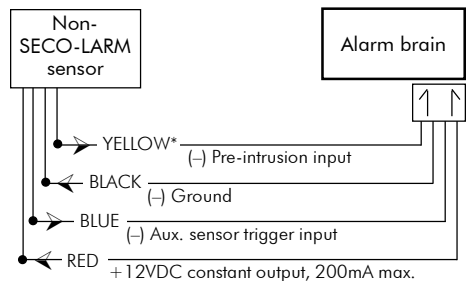 Non-
SECO-LARM
sensor
Alarm brain
YELLOW*
(–) Pre-intrusion input
BLACK
(–) Ground
BLUE
(–) Aux. sensor trigger input
RED
+12VDC constant output, 200mA max.